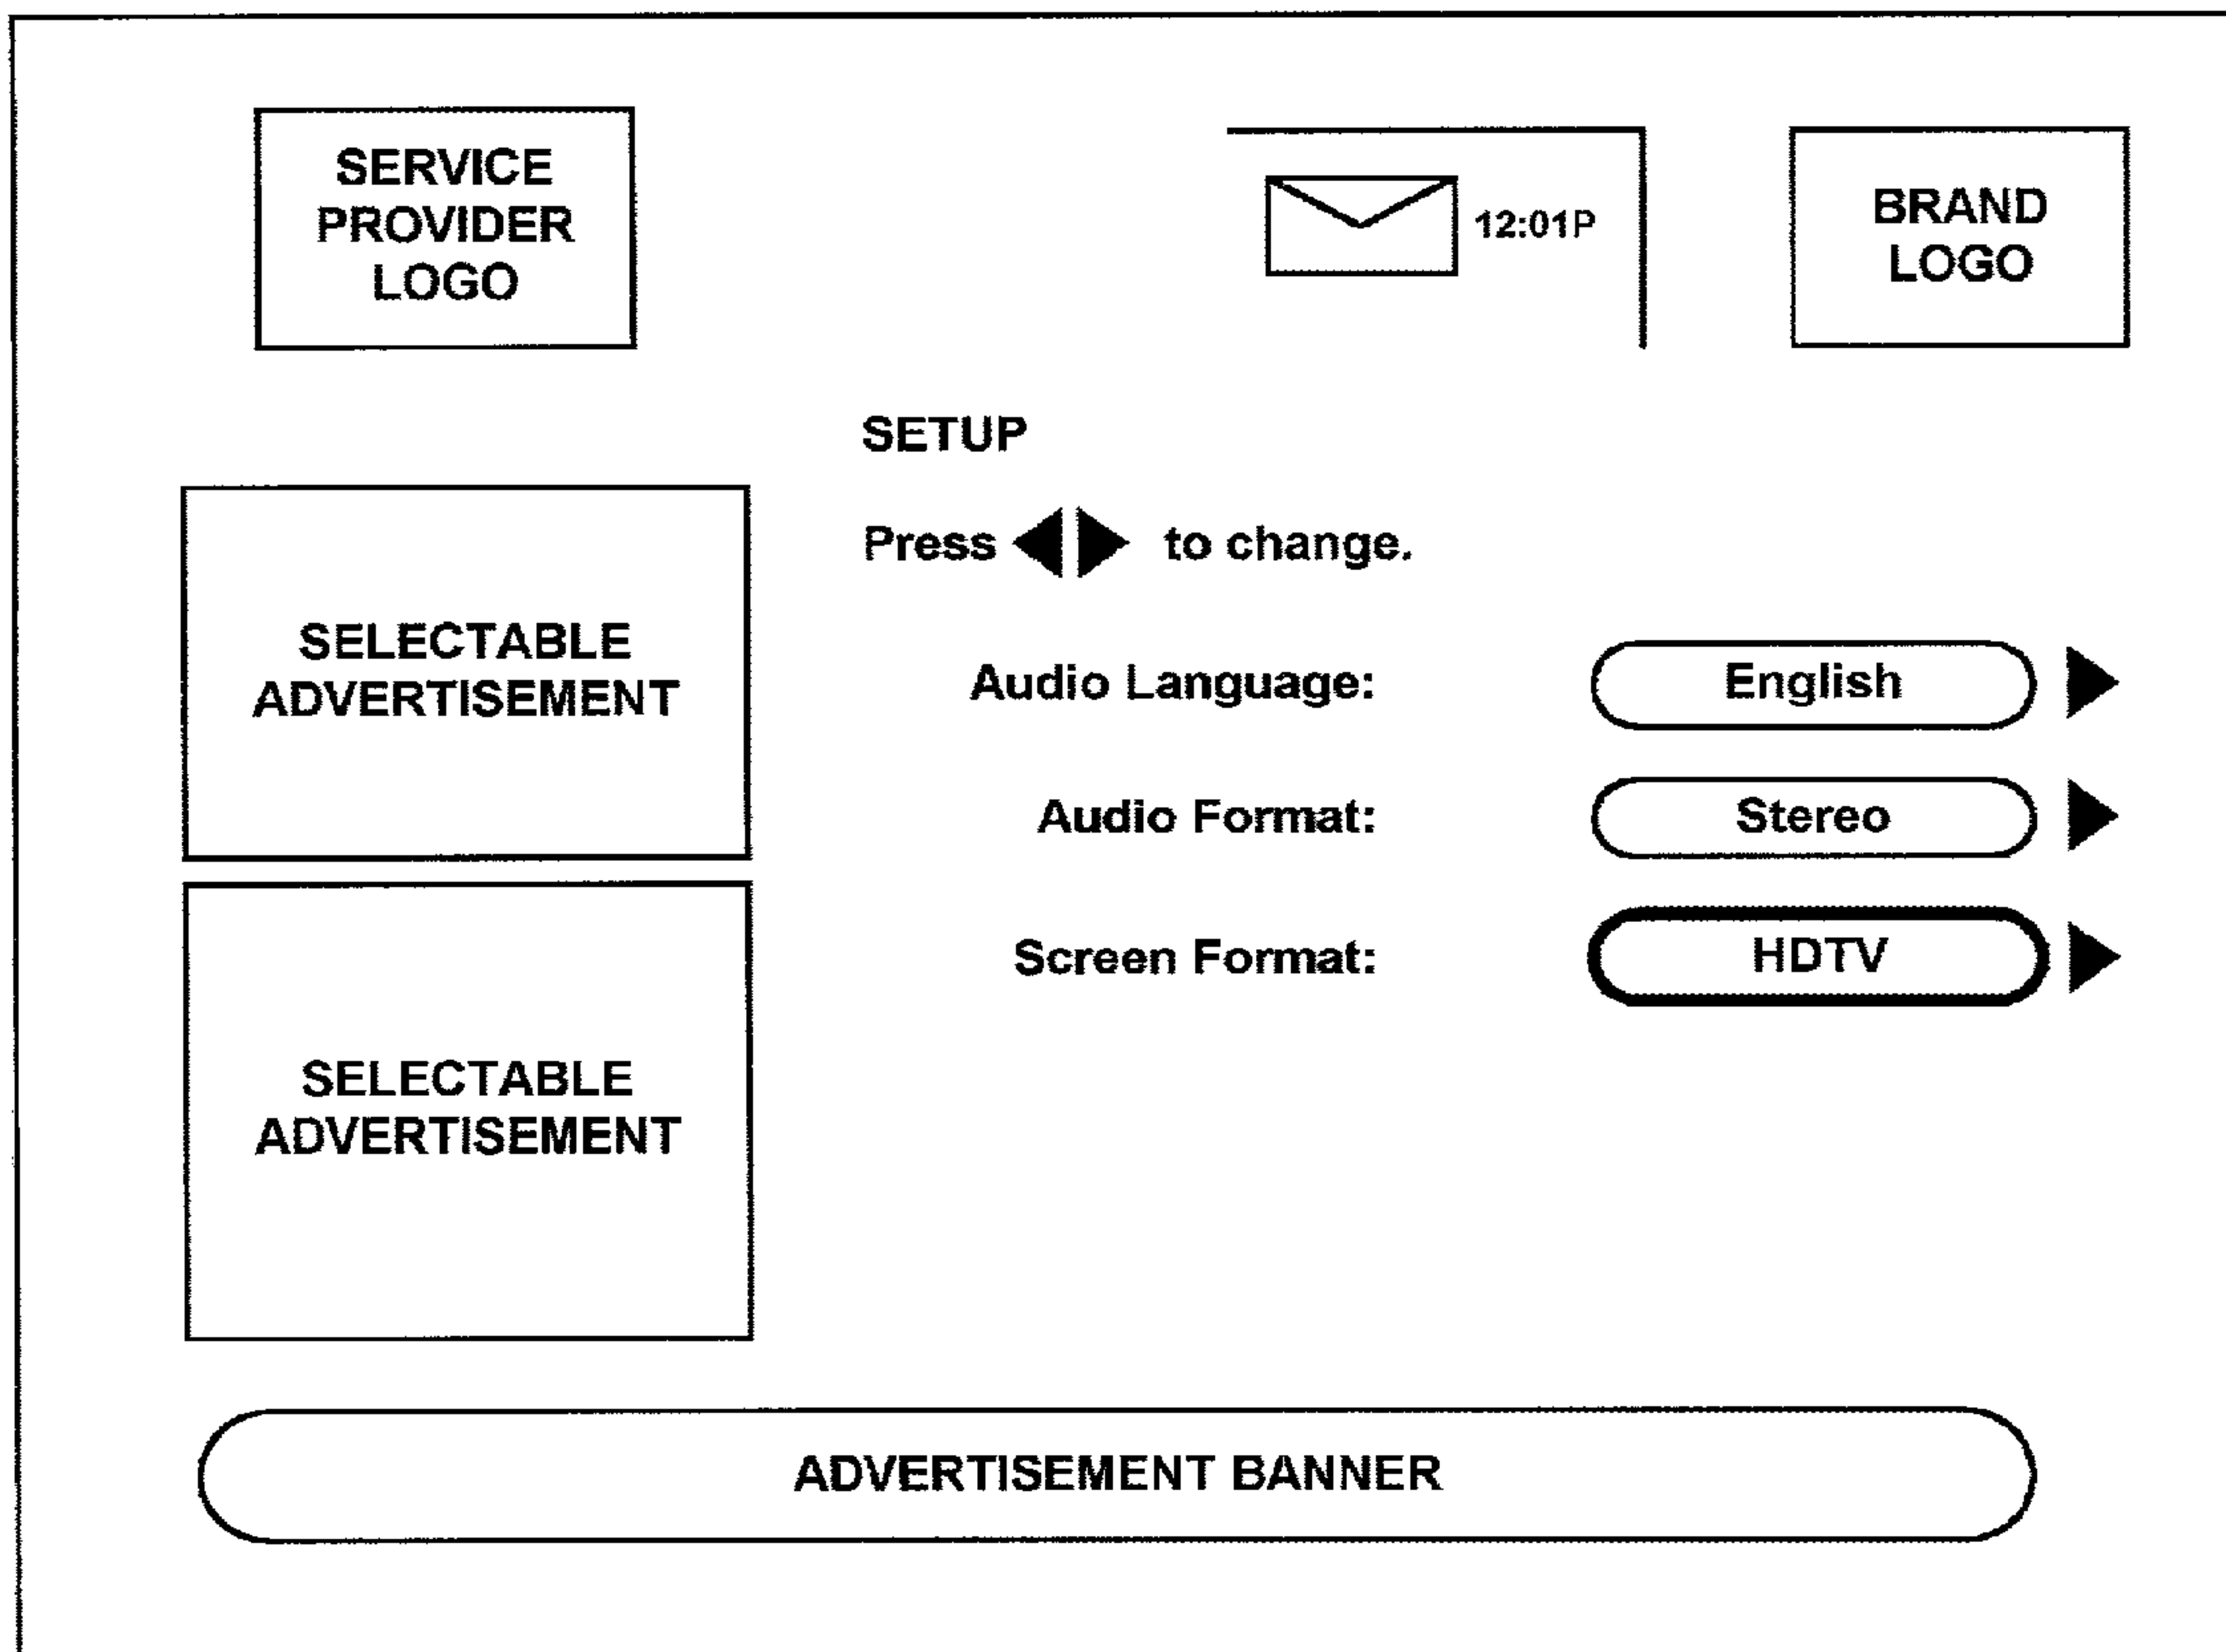 SERVICE
PROVIDER
LOGO
12:01P
BRAND
LOGO
SETUP
Press ◀▶ to change.
SELECTABLE
ADVERTISEMENT
Audio Language: English ▶
Audio Format: Stereo ▶
Screen Format: HDTV ▶
SELECTABLE
ADVERTISEMENT
ADVERTISEMENT BANNER